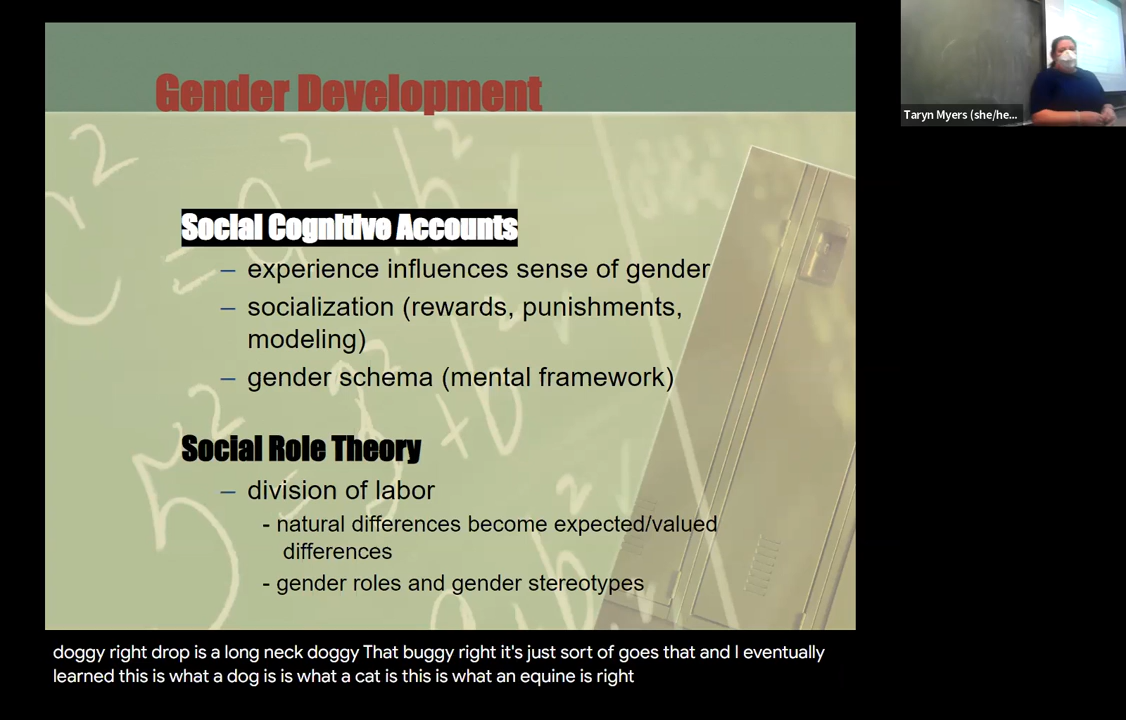 Gender Development
Social Cognitive Accounts
– experience influences sense of gender
– socialization (rewards, punishments,
modeling)
– gender schema (mental framework)
Social Role Theory
– division of labor
- natural differences become expected/valued
differences
- gender roles and gender stereotypes
Taryn Myers (she/he...
doggy right drop is a long neck doggy That buggy right it's just sort of goes that and I eventually
learned this is what a dog is is what a cat is this is what an equine is right